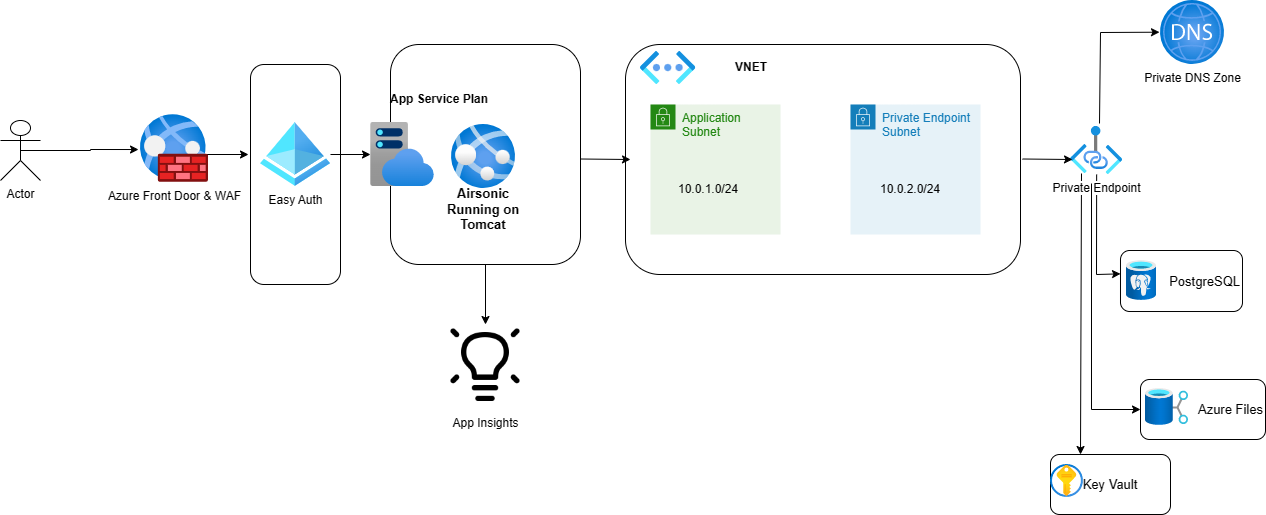 DNS
Private DNS Zone
VNET
App Service Plan
Application
Subnet
10.0.1.0/24
Private Endpoint
Subnet
10.0.2.0/24
Actor
Azure Front Door & WAF
Easy Auth
Airsonic
Running on
Tomcat
Private Endpoint
PostgreSQL
App Insights
Azure Files
Key Vault